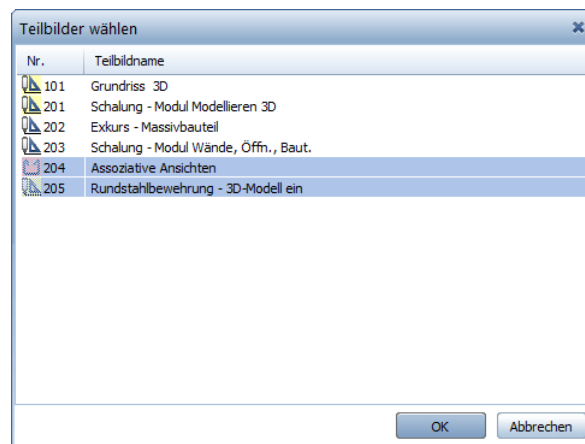 Teilbilder wählen
Nr. Teilbildname
101 Grundriss 3D
201 Schalung - Modul Modellieren 3D
202 Exkurs - Massivbauteil
203 Schalung - Modul Wände, Öffn., Baut.
204 Assoziative Ansichten
205 Rundstahlbewehrung - 3D-Modell ein
OK Abbrechen